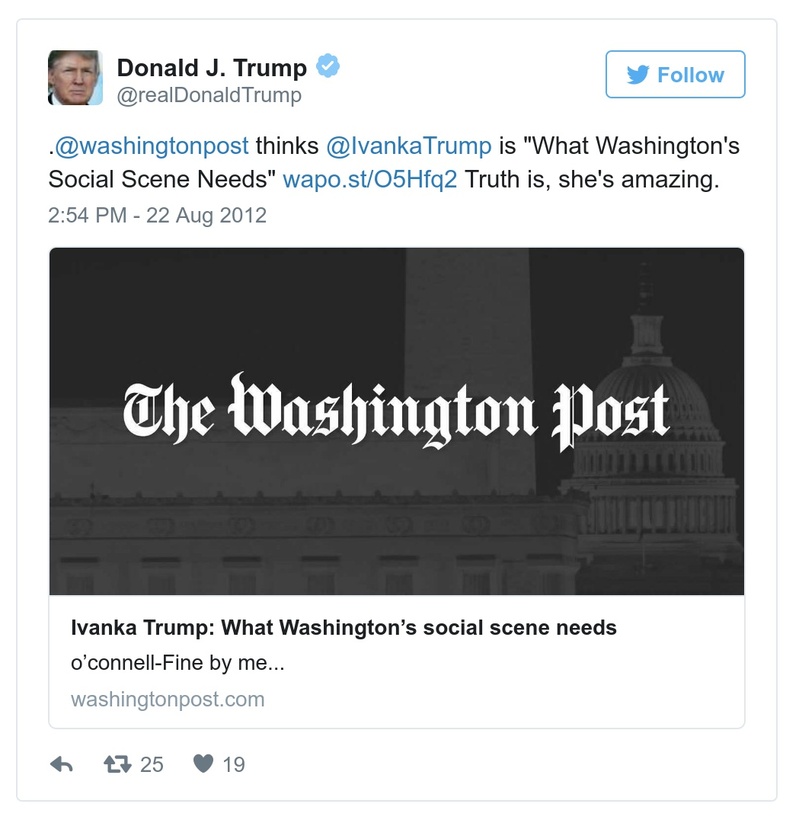 Donald J. Trump
@realDonaldTrump
Follow
.@washingtonpost thinks @IvankaTrump is "What Washington's
Social Scene Needs" wapo.st/O5Hfq2 Truth is, she's amazing.
2:54 PM - 22 Aug 2012
The Washington Post
Ivanka Trump: What Washington’s social scene needs
o’connell-Fine by me...
washingtonpost.com
25 19